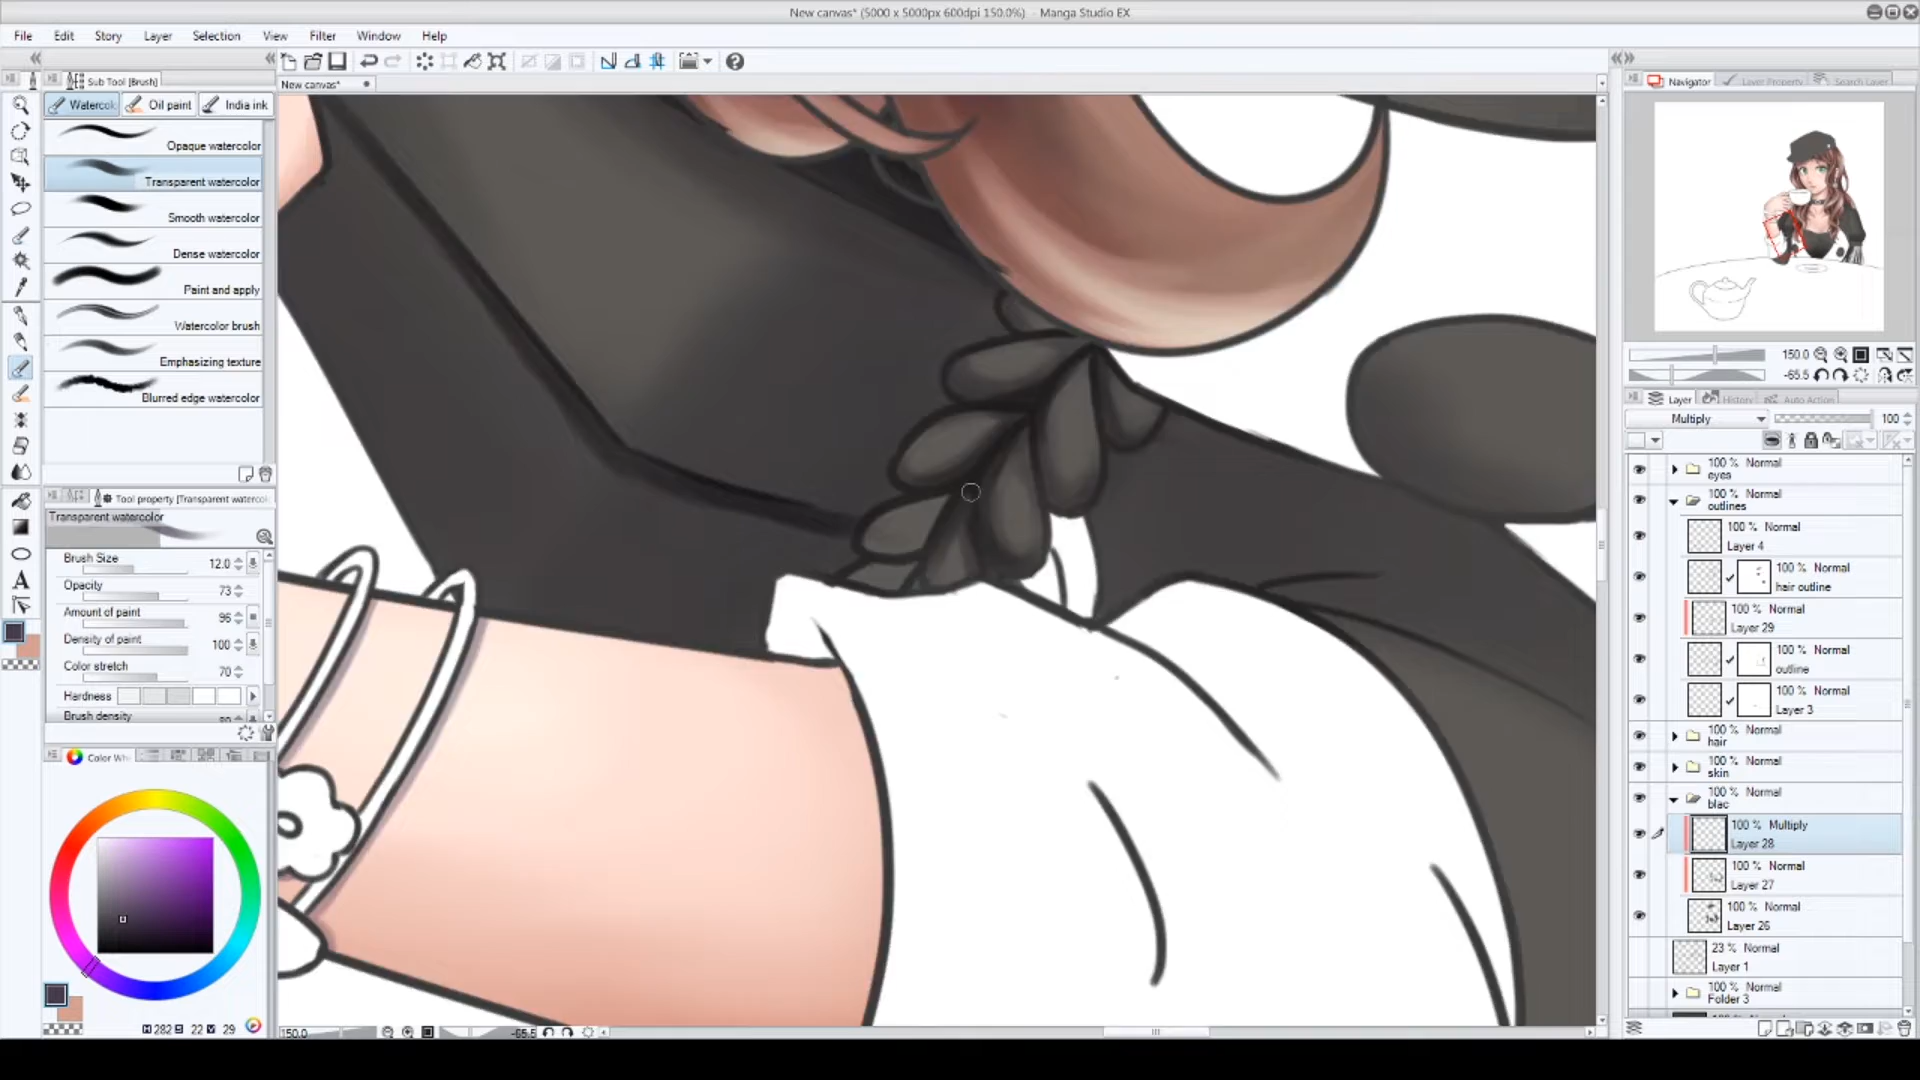 New canvas* (5000 x 5000px 600dpi 150.0%) - Manga Studio EX
File Edit Story Layer Selection View Filter Window Help
Sub Tool [Brush]
New canvas*
Navigator Layer Property Search Layer
Watercol Oil paint India ink
Opaque watercolor
Transparent watercolor
Smooth watercolor
Dense watercolor
Paint and apply
Watercolor brush
Emphasizing texture
Blurred edge watercolor
Tool property [Transparent waterco
Transparent watercolor
Brush Size 12.0
Opacity 73
Amount of paint 96
Density of paint 100
Color stretch 70
Hardness
Brush density
Color Wh
H 282 S 22 V 29
150.0 -65.5
150.0
-65.5
Layer History Auto Action
Multiply 100
100 % Normal
eyes
100 % Normal
outlines
100 % Normal
Layer 4
100 % Normal
hair outline
100 % Normal
Layer 29
100 % Normal
outline
100 % Normal
Layer 3
100 % Normal
hair
100 % Normal
skin
100 % Normal
blac
100 % Multiply
Layer 28
100 % Normal
Layer 27
100 % Normal
Layer 26
23 % Normal
Layer 1
100 % Normal
Folder 3